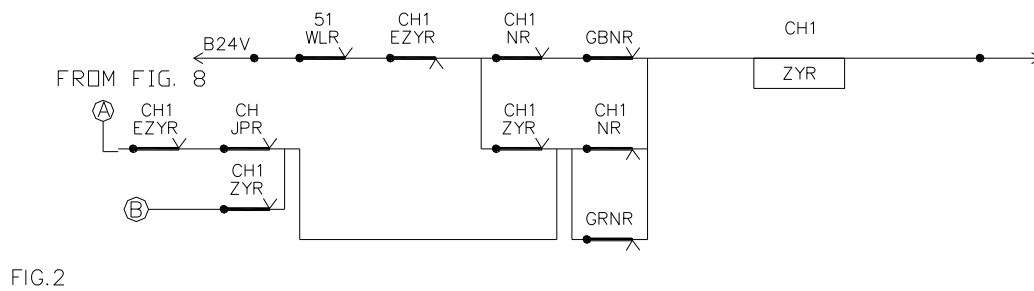 51
WLR
CH1
EZYR
CH1
NR
GBNR
CH1
B24V
ZYR
FROM FIG. 8
A
CH1
EZYR
CH
JPR
CH1
ZYR
CH1
NR
CH1
ZYR
B
GRNR
FIG.2